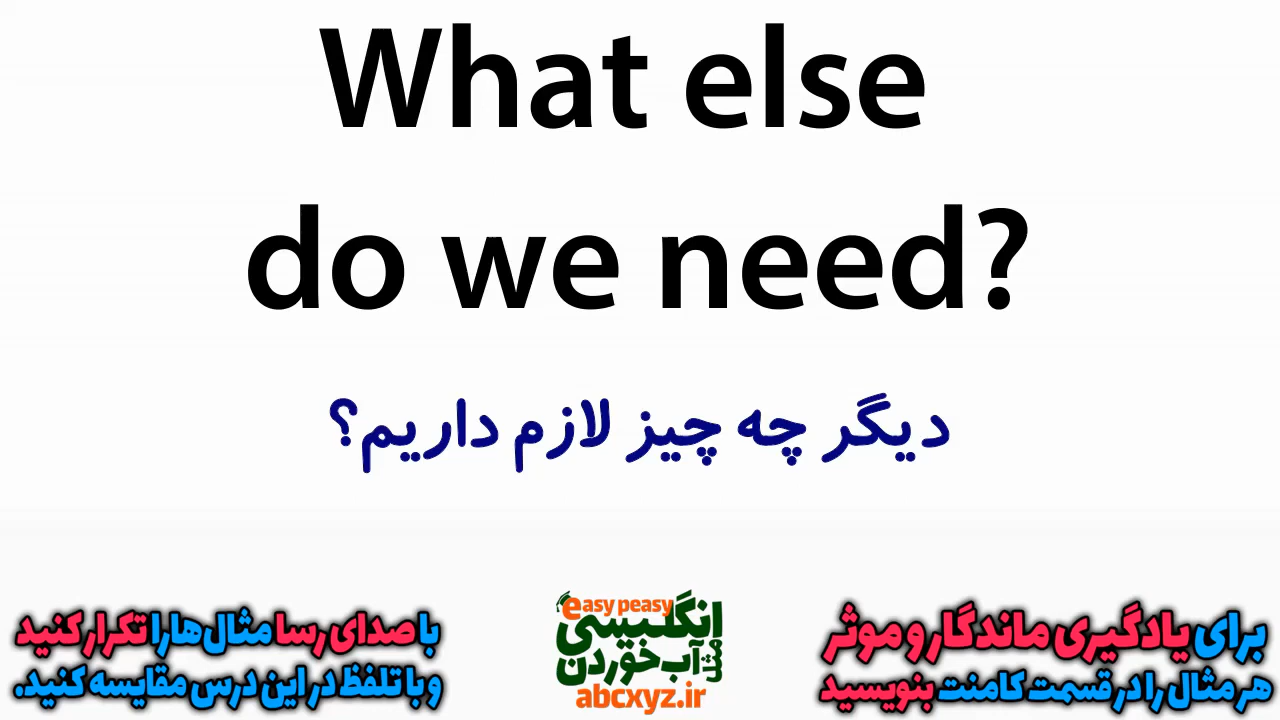 What else
do we need?
دیگر چه چیز لازم داریم؟
برای یادگیری ماندگار و موثر
هر مثال را در قسمت کامنت بنویسید
easy peasy
انگلیسی
مثل آب خوردن
abcxyz.ir
با صدای رسا مثال‌ها را تکرار کنید
و با تلفظ در این درس مقایسه کنید.